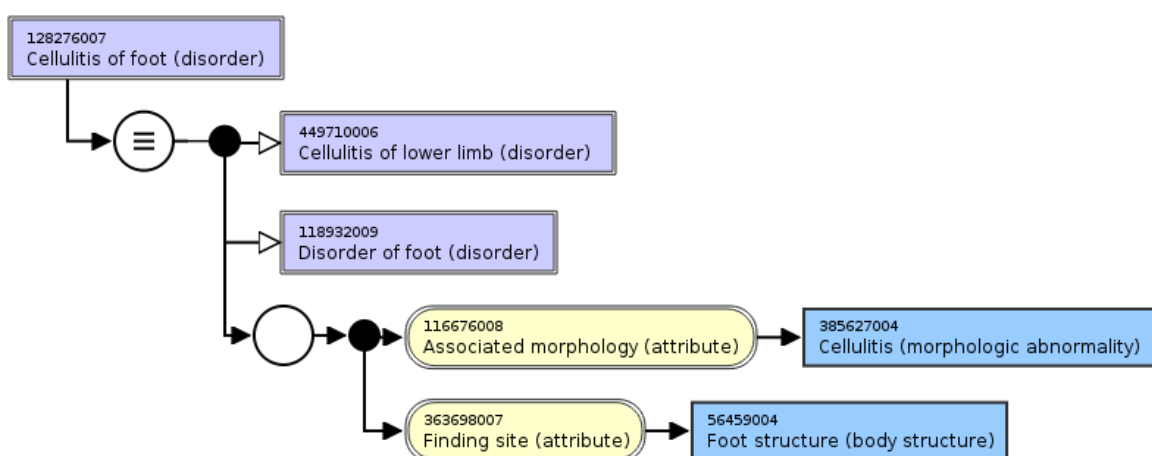 128276007
Cellulitis of foot (disorder)
449710006
Cellulitis of lower limb (disorder)
118932009
Disorder of foot (disorder)
116676008
Associated morphology (attribute)
385627004
Cellulitis (morphologic abnormality)
363698007
Finding site (attribute)
56459004
Foot structure (body structure)